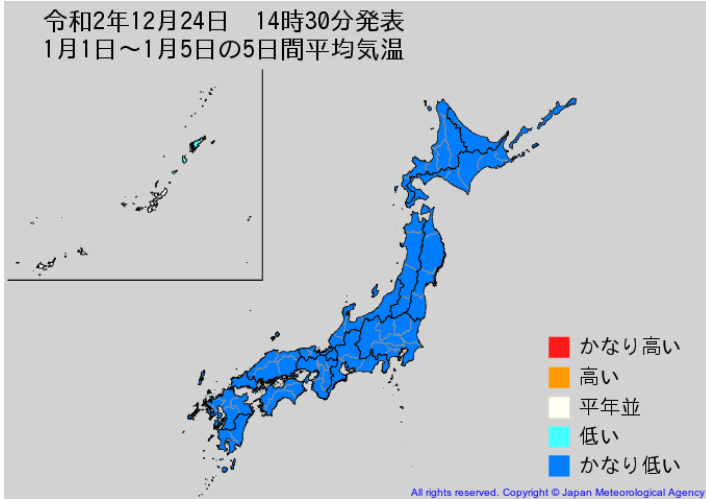 令和2年12月24日　14時30分発表
1月1日～1月5日の5日間平均気温
かなり高い
高い
平年並
低い
かなり低い
All rights reserved. Copyright © Japan Meteorological Agency